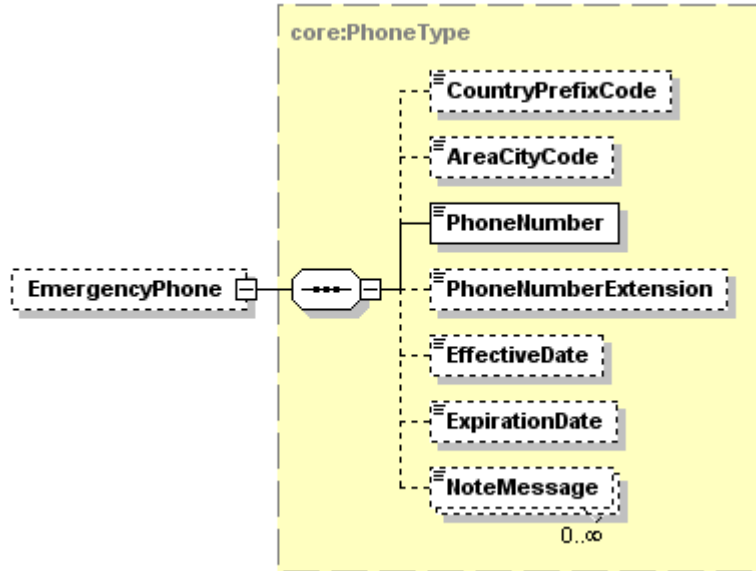 core:PhoneType
CountryPrefixCode
AreaCityCode
PhoneNumber
EmergencyPhone
PhoneNumberExtension
EffectiveDate
ExpirationDate
NoteMessage
0..∞